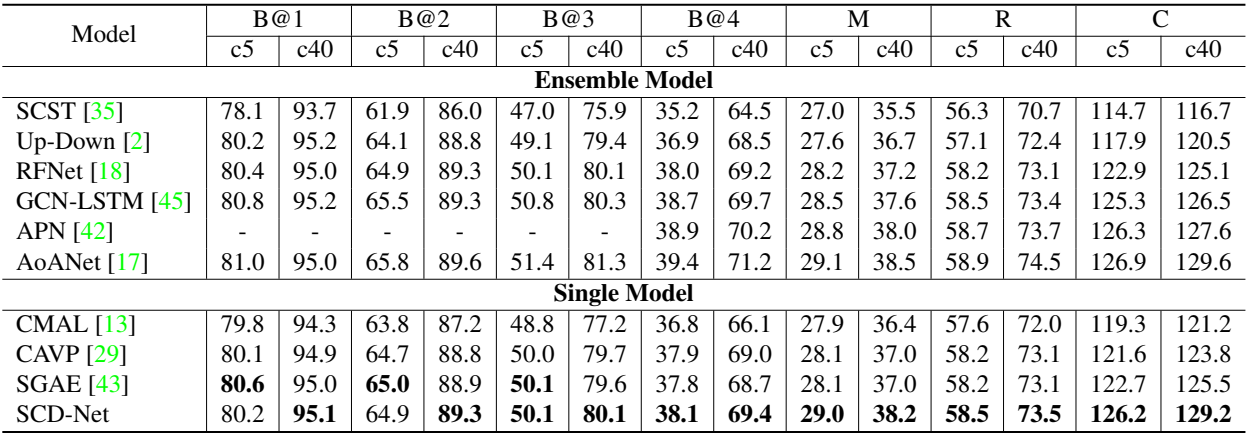 Model B@1 B@2 B@3 B@4 M R C
c5 c40 c5 c40 c5 c40 c5 c40 c5 c40 c5 c40 c5 c40
Ensemble Model
SCST [35] 78.1 93.7 61.9 86.0 47.0 75.9 35.2 64.5 27.0 35.5 56.3 70.7 114.7 116.7
Up-Down [2] 80.2 95.2 64.1 88.8 49.1 79.4 36.9 68.5 27.6 36.7 57.1 72.4 117.9 120.5
RFNet [18] 80.4 95.0 64.9 89.3 50.1 80.1 38.0 69.2 28.2 37.2 58.2 73.1 122.9 125.1
GCN-LSTM [45] 80.8 95.2 65.5 89.3 50.8 80.3 38.7 69.7 28.5 37.6 58.5 73.4 125.3 126.5
APN [42] - - - - - - 38.9 70.2 28.8 38.0 58.7 73.7 126.3 127.6
AoANet [17] 81.0 95.0 65.8 89.6 51.4 81.3 39.4 71.2 29.1 38.5 58.9 74.5 126.9 129.6
Single Model
CMAL [13] 79.8 94.3 63.8 87.2 48.8 77.2 36.8 66.1 27.9 36.4 57.6 72.0 119.3 121.2
CAVP [29] 80.1 94.9 64.7 88.8 50.0 79.7 37.9 69.0 28.1 37.0 58.2 73.1 121.6 123.8
SGAE [43] 80.6 95.0 65.0 88.9 50.1 79.6 37.8 68.7 28.1 37.0 58.2 73.1 122.7 125.5
SCD-Net 80.2 95.1 64.9 89.3 50.1 80.1 38.1 69.4 29.0 38.2 58.5 73.5 126.2 129.2